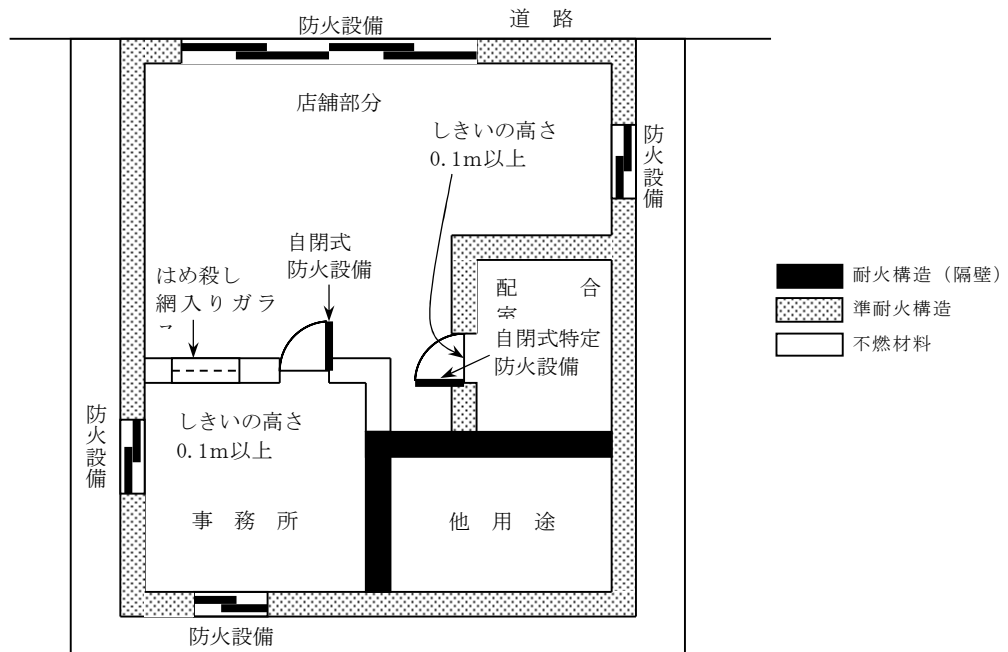 道 路
防火設備
店舗部分
しきいの高さ
0.1m以上
防火設備
自閉式
防火設備
はめ殺し
網入りガラ
配 合
自閉式特定
防火設備
防火設備
しきいの高さ
0.1m以上
事 務 所
他 用 途
防火設備
耐火構造(隔壁)
準耐火構造
不燃材料